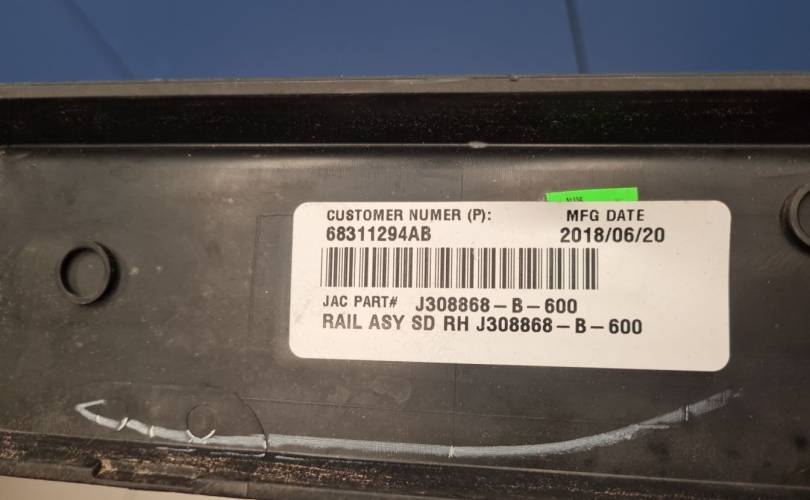 CUSTOMER NUMER (P): MFG DATE
68311294AB 2018/06/20
JAC PART# J308868-B-600
RAIL ASY SD RH J308868-B-600